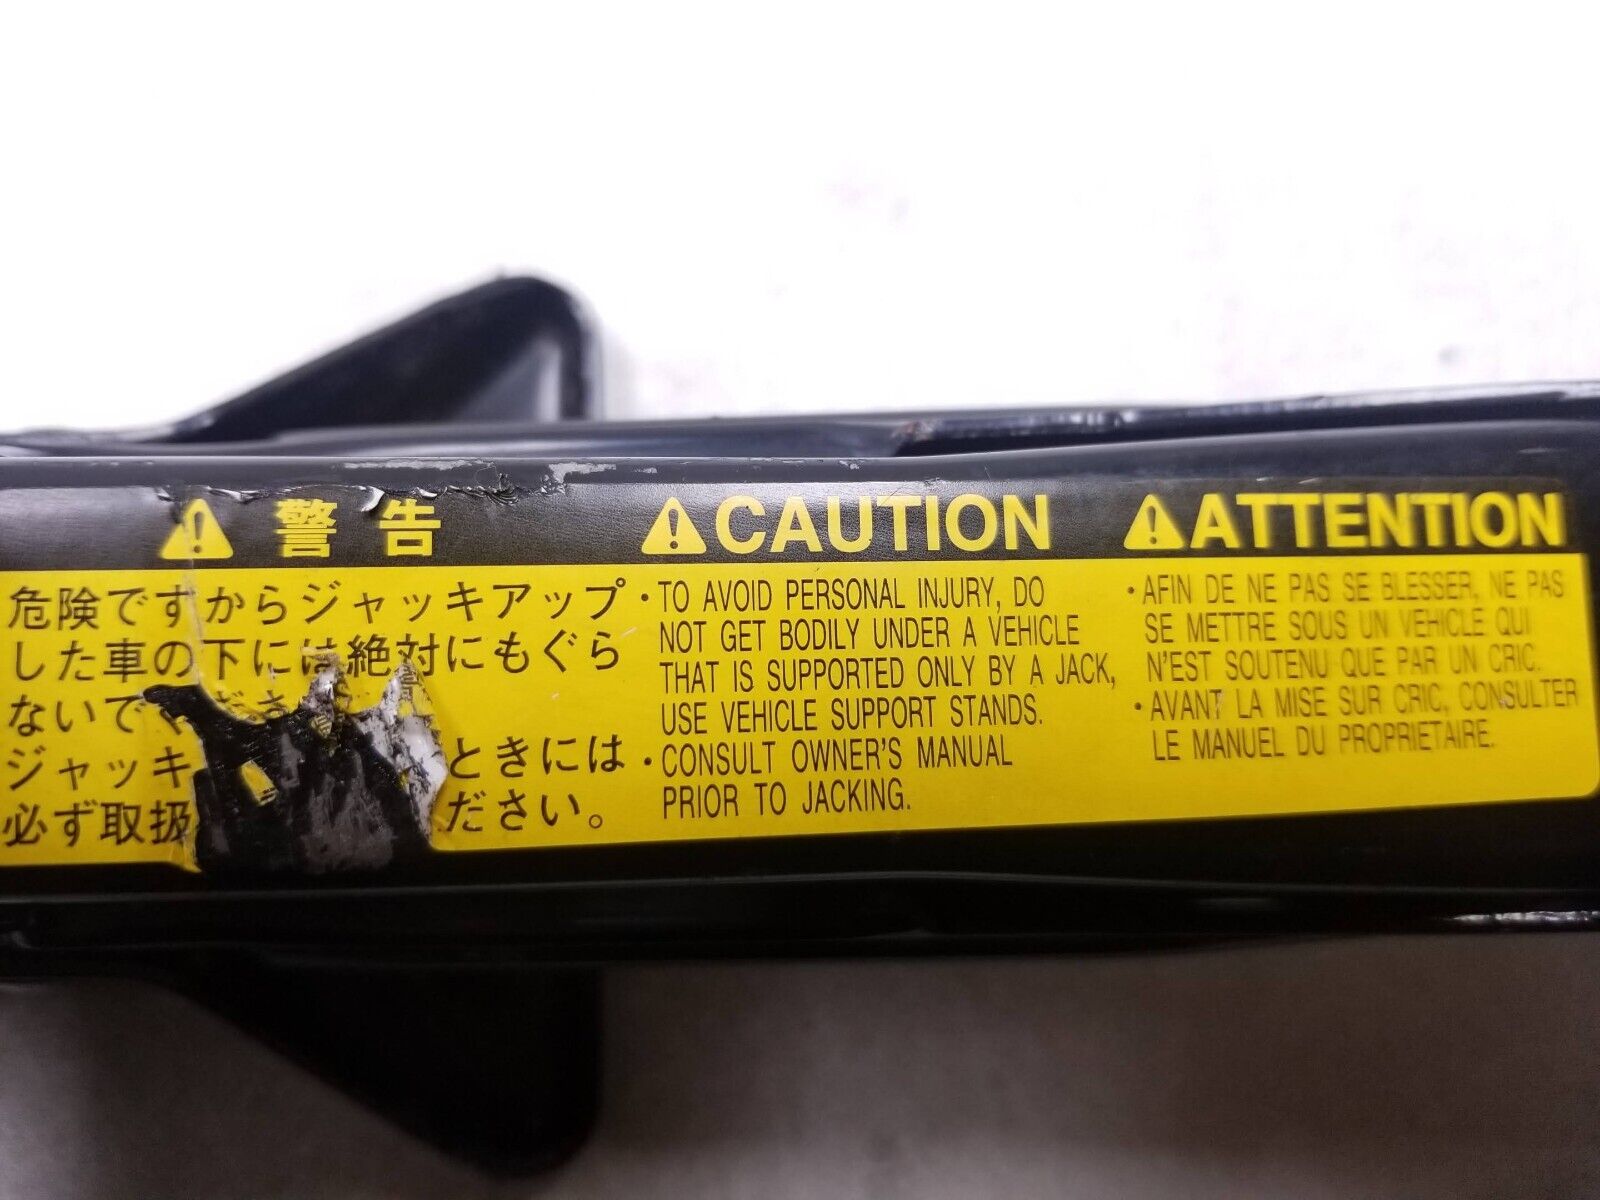 警告
危険ですからジャッキアップ
した車の下には絶対にもぐら
ないで
ジャッキ ときには
必ず取扱 ださい。
CAUTION
・TO AVOID PERSONAL INJURY, DO
NOT GET BODILY UNDER A VEHICLE
THAT IS SUPPORTED ONLY BY A JACK,
USE VEHICLE SUPPORT STANDS.
・CONSULT OWNER'S MANUAL
PRIOR TO JACKING.
ATTENTION
・AFIN DE NE PAS SE BLESSER, NE PAS
SE METTRE SOUS UN VEHICLE QUI
N'EST SOUTENU QUE PAR UN CRIC.
・AVANT LA MISE SUR CRIC, CONSULTER
LE MANUEL DU PROPRIETAIRE.